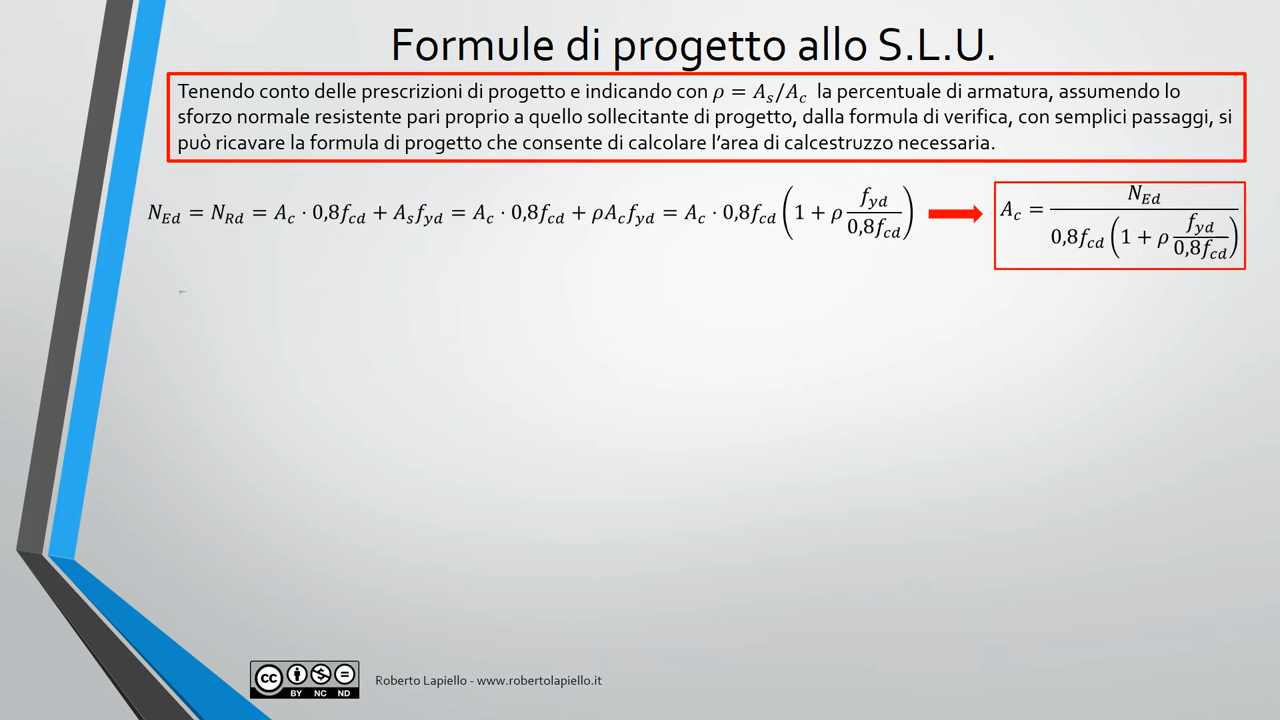 Formule di progetto allo S.L.U.
Tenendo conto delle prescrizioni di progetto e indicando con ρ = A_s/A_c la percentuale di armatura, assumendo lo
sforzo normale resistente pari proprio a quello sollecitante di progetto, dalla formula di verifica, con semplici passaggi, si
può ricavare la formula di progetto che consente di calcolare l’area di calcestruzzo necessaria.
N_Ed = N_Rd = A_c · 0,8f_cd + A_s f_yd = A_c · 0,8f_cd + ρA_c f_yd = A_c · 0,8f_cd (1 + ρ f_yd / 0,8f_cd)
A_c = N_Ed / 0,8f_cd (1 + ρ f_yd / 0,8f_cd)
cc BY NC ND
Roberto Lapiello - www.robertolapiello.it